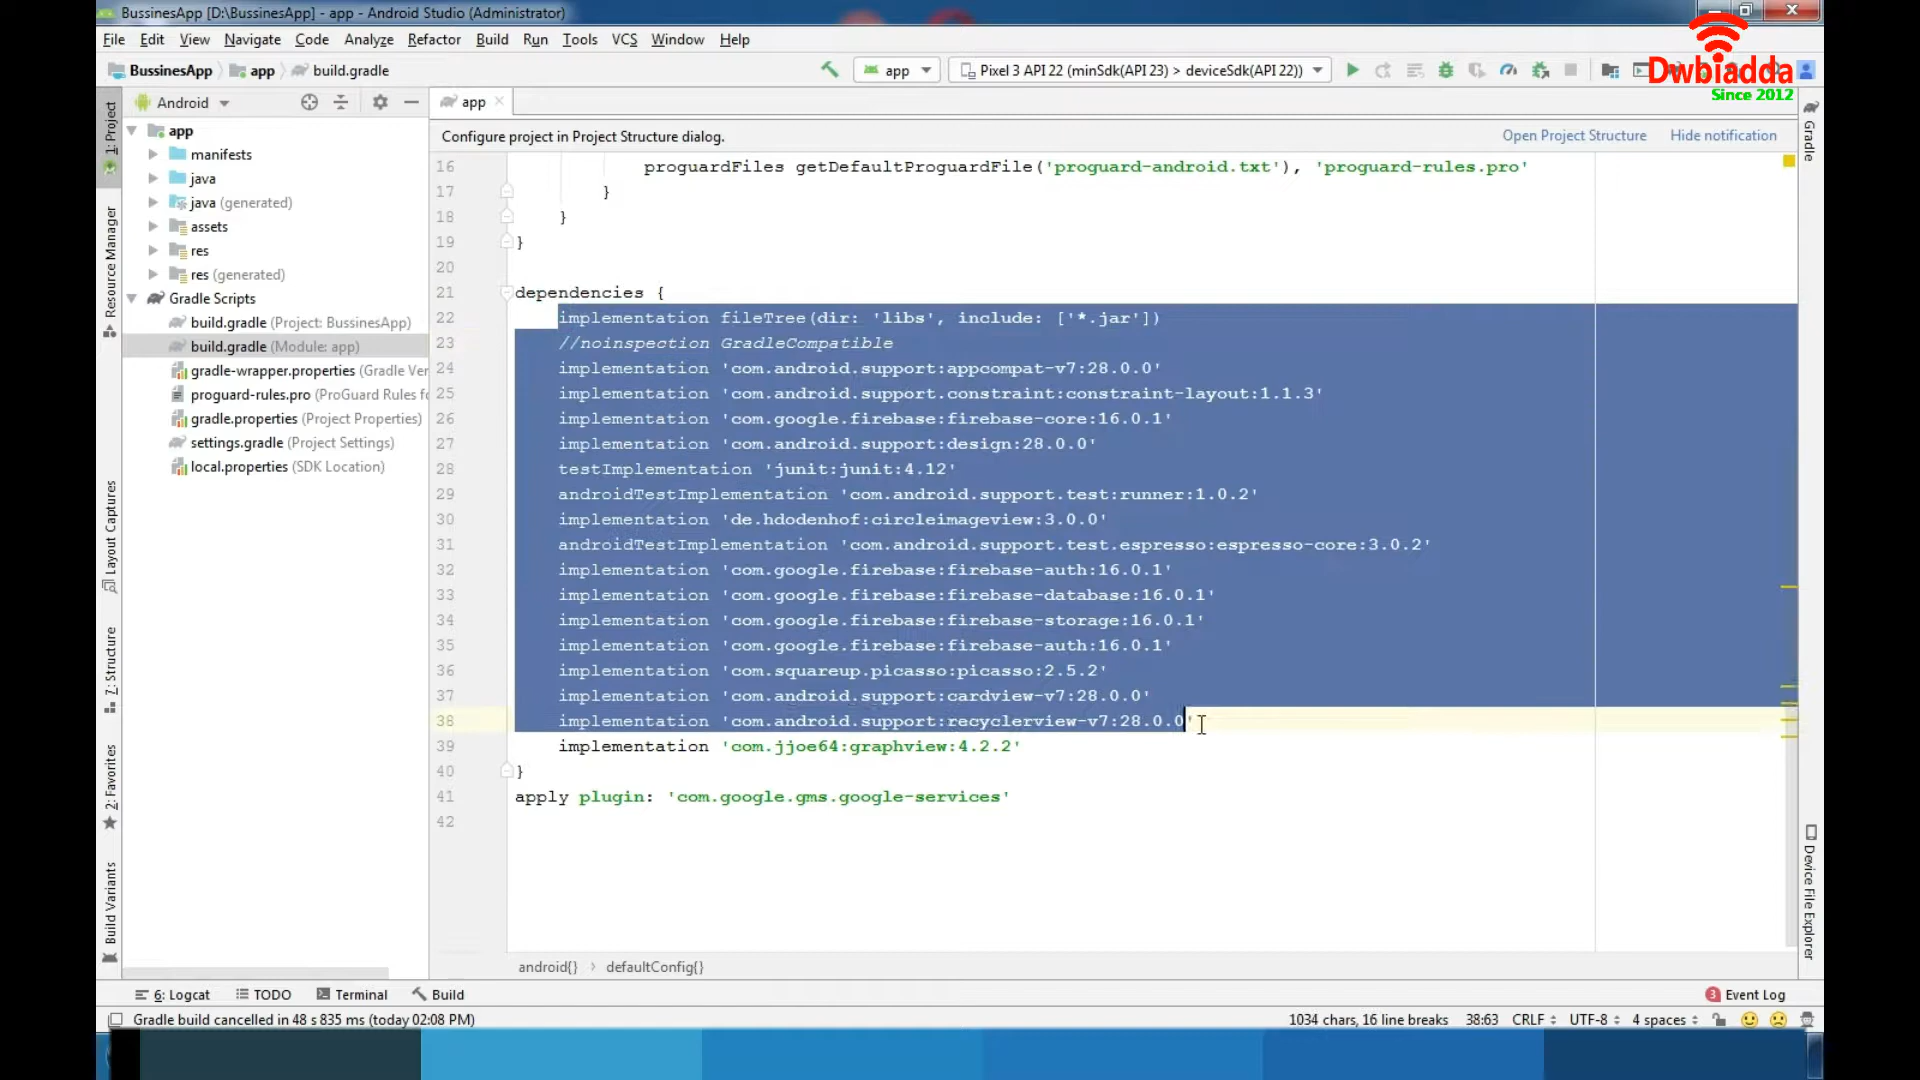 BussinesApp [D:\BussinesApp] - app - Android Studio (Administrator)
File Edit View Navigate Code Analyze Refactor Build Run Tools VCS Window Help
BussinesApp app build.gradle app Pixel 3 API 22 (minSdk(API 23) > deviceSdk(API 22))
Dwbiadda
Since 2012
Android
app
Configure project in Project Structure dialog. Open Project Structure Hide notification
1: Project
Resource Manager
Layout Captures
7: Structure
2: Favorites
Build Variants
Gradle
Device File Explorer
app
manifests
java
java (generated)
assets
res
res (generated)
Gradle Scripts
build.gradle (Project: BussinesApp)
build.gradle (Module: app)
gradle-wrapper.properties (Gradle Ver
proguard-rules.pro (ProGuard Rules fo
gradle.properties (Project Properties)
settings.gradle (Project Settings)
local.properties (SDK Location)
16 proguardFiles getDefaultProguardFile('proguard-android.txt'), 'proguard-rules.pro'
17 }
18 }
19 }
20
21 dependencies {
22 implementation fileTree(dir: 'libs', include: ['*.jar'])
23 //noinspection GradleCompatible
24 implementation 'com.android.support:appcompat-v7:28.0.0'
25 implementation 'com.android.support.constraint:constraint-layout:1.1.3'
26 implementation 'com.google.firebase:firebase-core:16.0.1'
27 implementation 'com.android.support:design:28.0.0'
28 testImplementation 'junit:junit:4.12'
29 androidTestImplementation 'com.android.support.test:runner:1.0.2'
30 implementation 'de.hdodenhof:circleimageview:3.0.0'
31 androidTestImplementation 'com.android.support.test.espresso:espresso-core:3.0.2'
32 implementation 'com.google.firebase:firebase-auth:16.0.1'
33 implementation 'com.google.firebase:firebase-database:16.0.1'
34 implementation 'com.google.firebase:firebase-storage:16.0.1'
35 implementation 'com.google.firebase:firebase-auth:16.0.1'
36 implementation 'com.squareup.picasso:picasso:2.5.2'
37 implementation 'com.android.support:cardview-v7:28.0.0'
38 implementation 'com.android.support:recyclerview-v7:28.0.0'
39 implementation 'com.jjoe64:graphview:4.2.2'
40 }
41 apply plugin: 'com.google.gms.google-services'
42
android{} › defaultConfig{}
6: Logcat TODO Terminal Build 3 Event Log
Gradle build cancelled in 48 s 835 ms (today 02:08 PM) 1034 chars, 16 line breaks 38:63 CRLF UTF-8 4 spaces